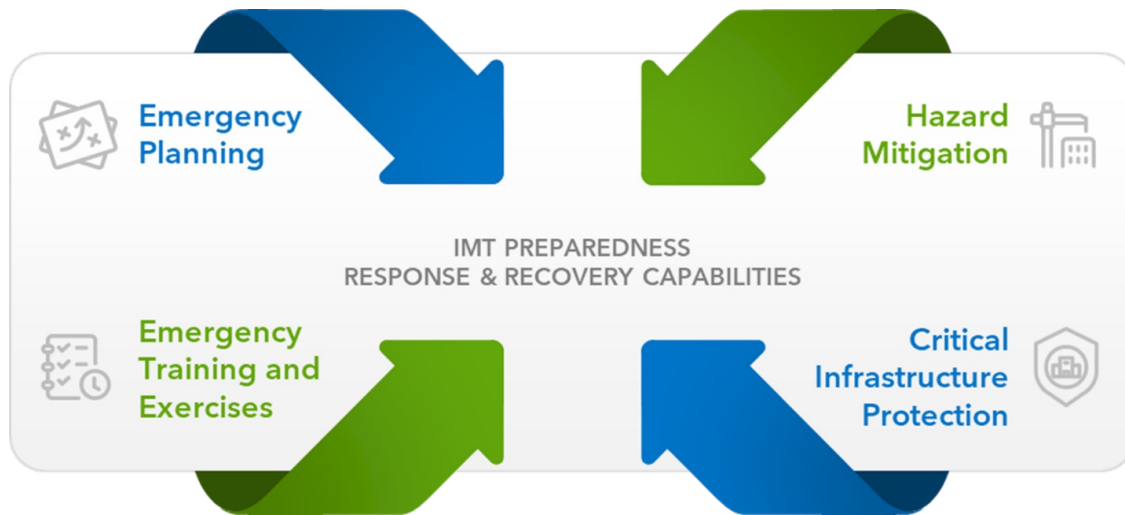 Emergency
Planning
Hazard
Mitigation
IMT PREPAREDNESS
RESPONSE & RECOVERY CAPABILITIES
Emergency
Training and
Exercises
Critical
Infrastructure
Protection